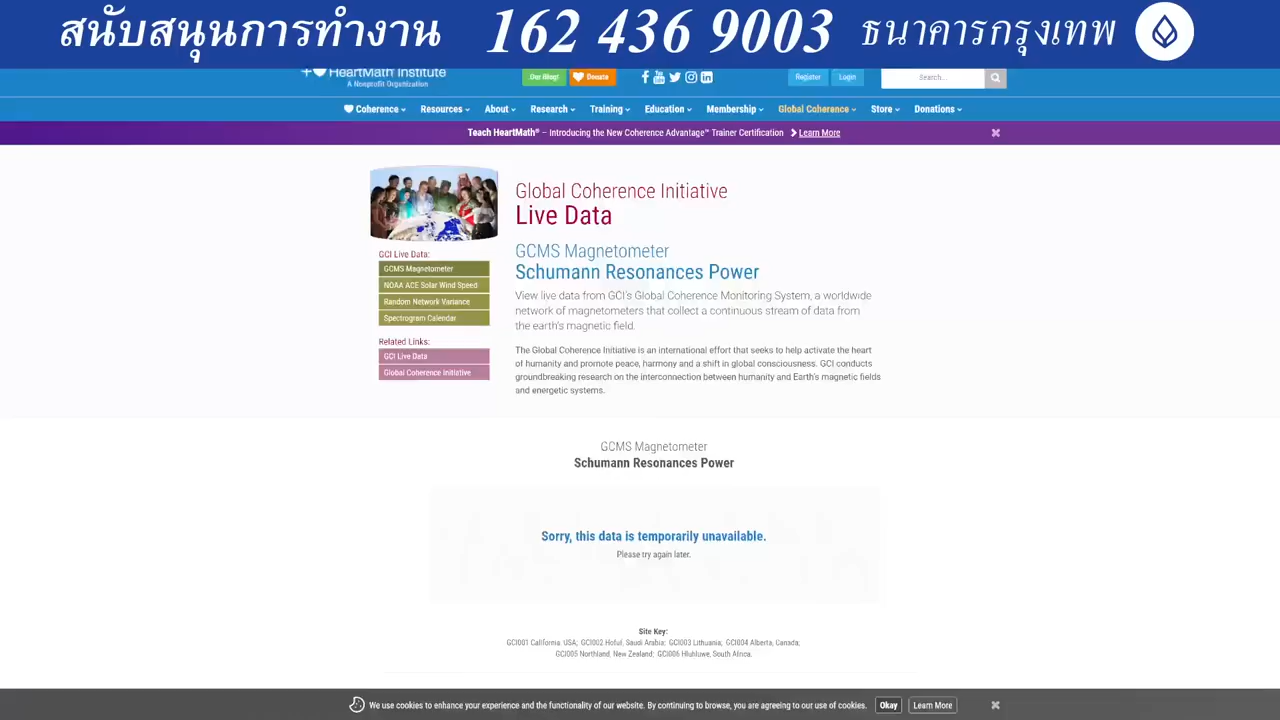 สนับสนุนการทำงาน 162 436 9003 ธนาคารกรุงเทพ
HeartMath Institute
A Nonprofit Organization
Our Blog! Donate Register Login Search...
Coherence Resources About Research Training Education Membership Global Coherence Store Donations
Teach HeartMath® – Introducing the New Coherence Advantage™ Trainer Certification Learn More
Global Coherence Initiative
Live Data
GCMS Magnetometer
Schumann Resonances Power
View live data from GCI's Global Coherence Monitoring System, a worldwide
network of magnetometers that collect a continuous stream of data from
the earth's magnetic field.
The Global Coherence Initiative is an international effort that seeks to help activate the heart
of humanity and promote peace, harmony and a shift in global consciousness. GCI conducts
groundbreaking research on the interconnection between humanity and Earth's magnetic fields
and energetic systems.
GCI Live Data:
GCMS Magnetometer
NOAA ACE Solar Wind Speed
Random Network Variance
Spectrogram Calendar
Related Links:
GCI Live Data
Global Coherence Initiative
GCMS Magnetometer
Schumann Resonances Power
Sorry, this data is temporarily unavailable.
Please try again later.
Site Key:
GCI001 California, USA; GCI002 Hofuf, Saudi Arabia; GCI003 Lithuania; GCI004 Alberta, Canada;
GCI005 Northland, New Zealand; GCI006 Hluhluwe, South Africa.
We use cookies to enhance your experience and the functionality of our website. By continuing to browse, you are agreeing to our use of cookies. Okay Learn More